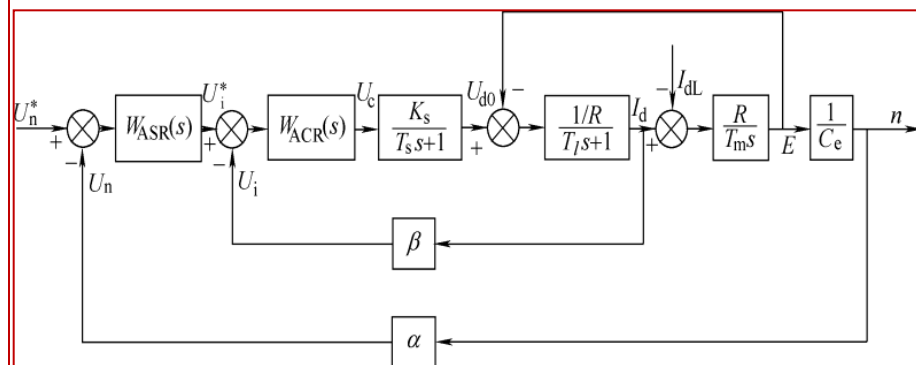 U*n
+
−
Un
WASR(s)
U*i
+
−
Ui
WACR(s)
Uc
Ks
Tss+1
Ud0
−
+
1/R
Tls+1
Id
−
IdL
+
R
Tms
E
1
Ce
n
β
α